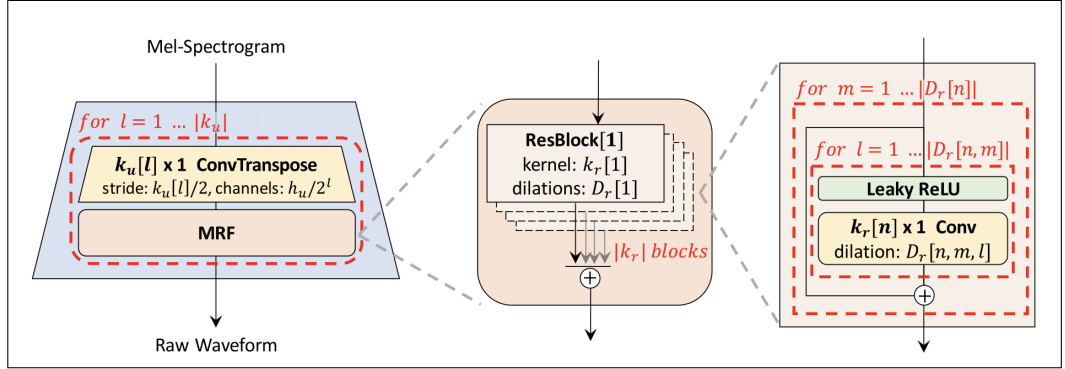 Mel-Spectrogram
for l = 1 … |k_u|
k_u[l] x 1 ConvTranspose
stride: k_u[l]/2, channels: h_u/2^l
MRF
Raw Waveform
ResBlock[1]
kernel: k_r[1]
dilations: D_r[1]
|k_r| blocks
+
for m = 1 …|D_r[n]|
for l = 1 …|D_r[n, m]|
Leaky ReLU
k_r[n] x 1 Conv
dilation: D_r[n, m, l]
+